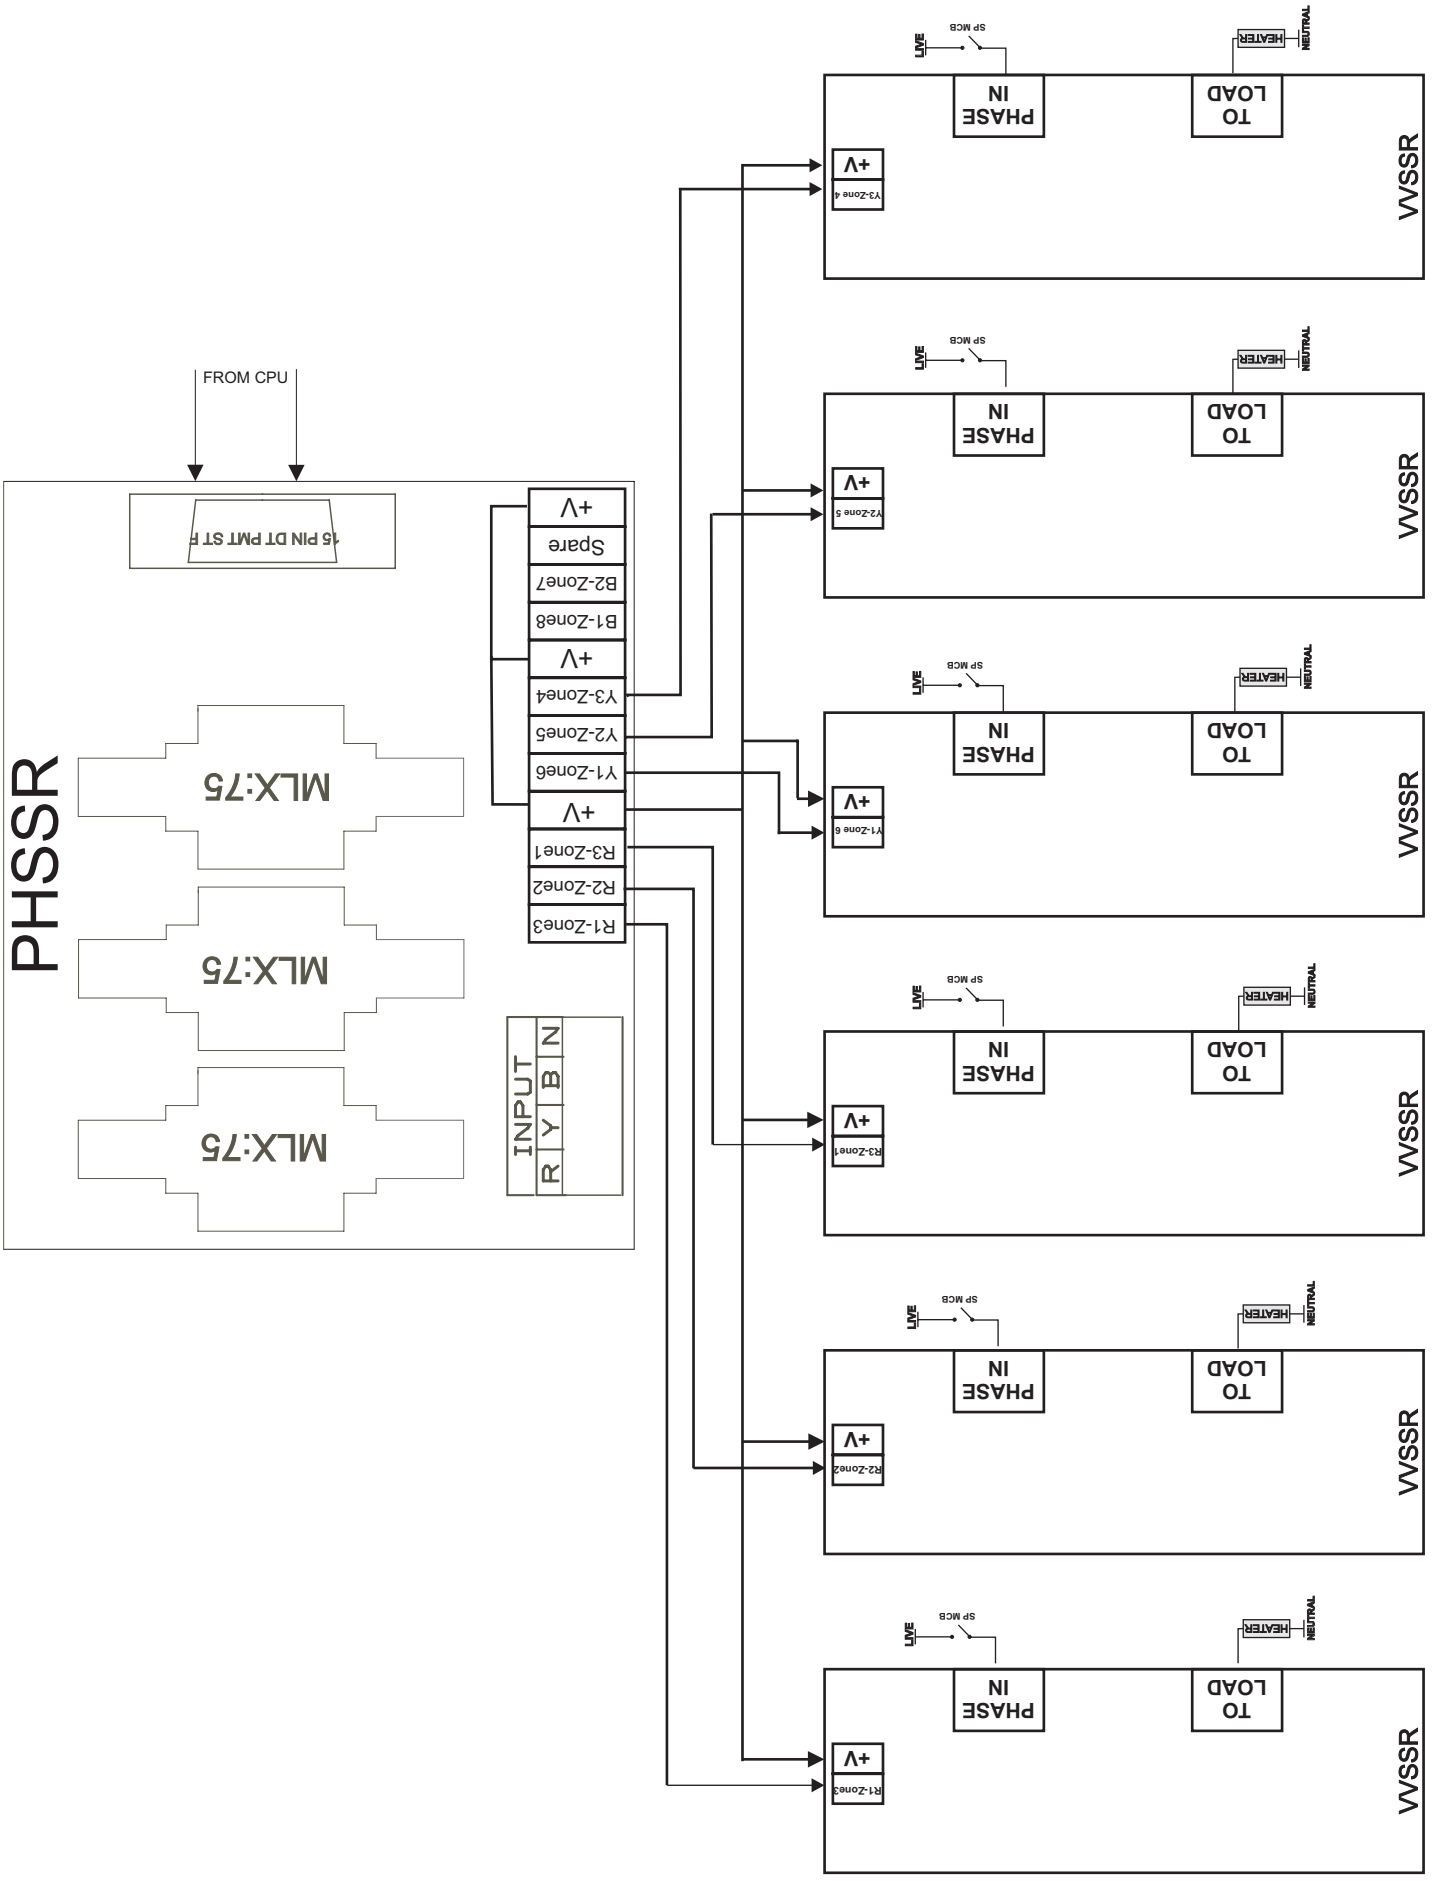 FROM CPU
15 PIN DT PMT ST F
PHSSR
MLX:75
MLX:75
MLX:75
+V
Spare
B2-Zone7
B1-Zone8
+V
Y3-Zone4
Y2-Zone5
Y1-Zone6
+V
R3-Zone1
R2-Zone2
R1-Zone3
INPUT
R Y B N
LIVE
SP MCB
HEATER
NEUTRAL
PHASE
IN
TO
LOAD
+V
Y3-Zone 4
VVSSR
LIVE
SP MCB
HEATER
NEUTRAL
PHASE
IN
TO
LOAD
+V
Y2-Zone 5
VVSSR
LIVE
SP MCB
HEATER
NEUTRAL
PHASE
IN
TO
LOAD
+V
Y1-Zone 6
VVSSR
LIVE
SP MCB
HEATER
NEUTRAL
PHASE
IN
TO
LOAD
+V
R3-Zone1
VVSSR
LIVE
SP MCB
HEATER
NEUTRAL
PHASE
IN
TO
LOAD
+V
R2-Zone2
VVSSR
LIVE
SP MCB
HEATER
NEUTRAL
PHASE
IN
TO
LOAD
+V
R1-Zone3
VVSSR